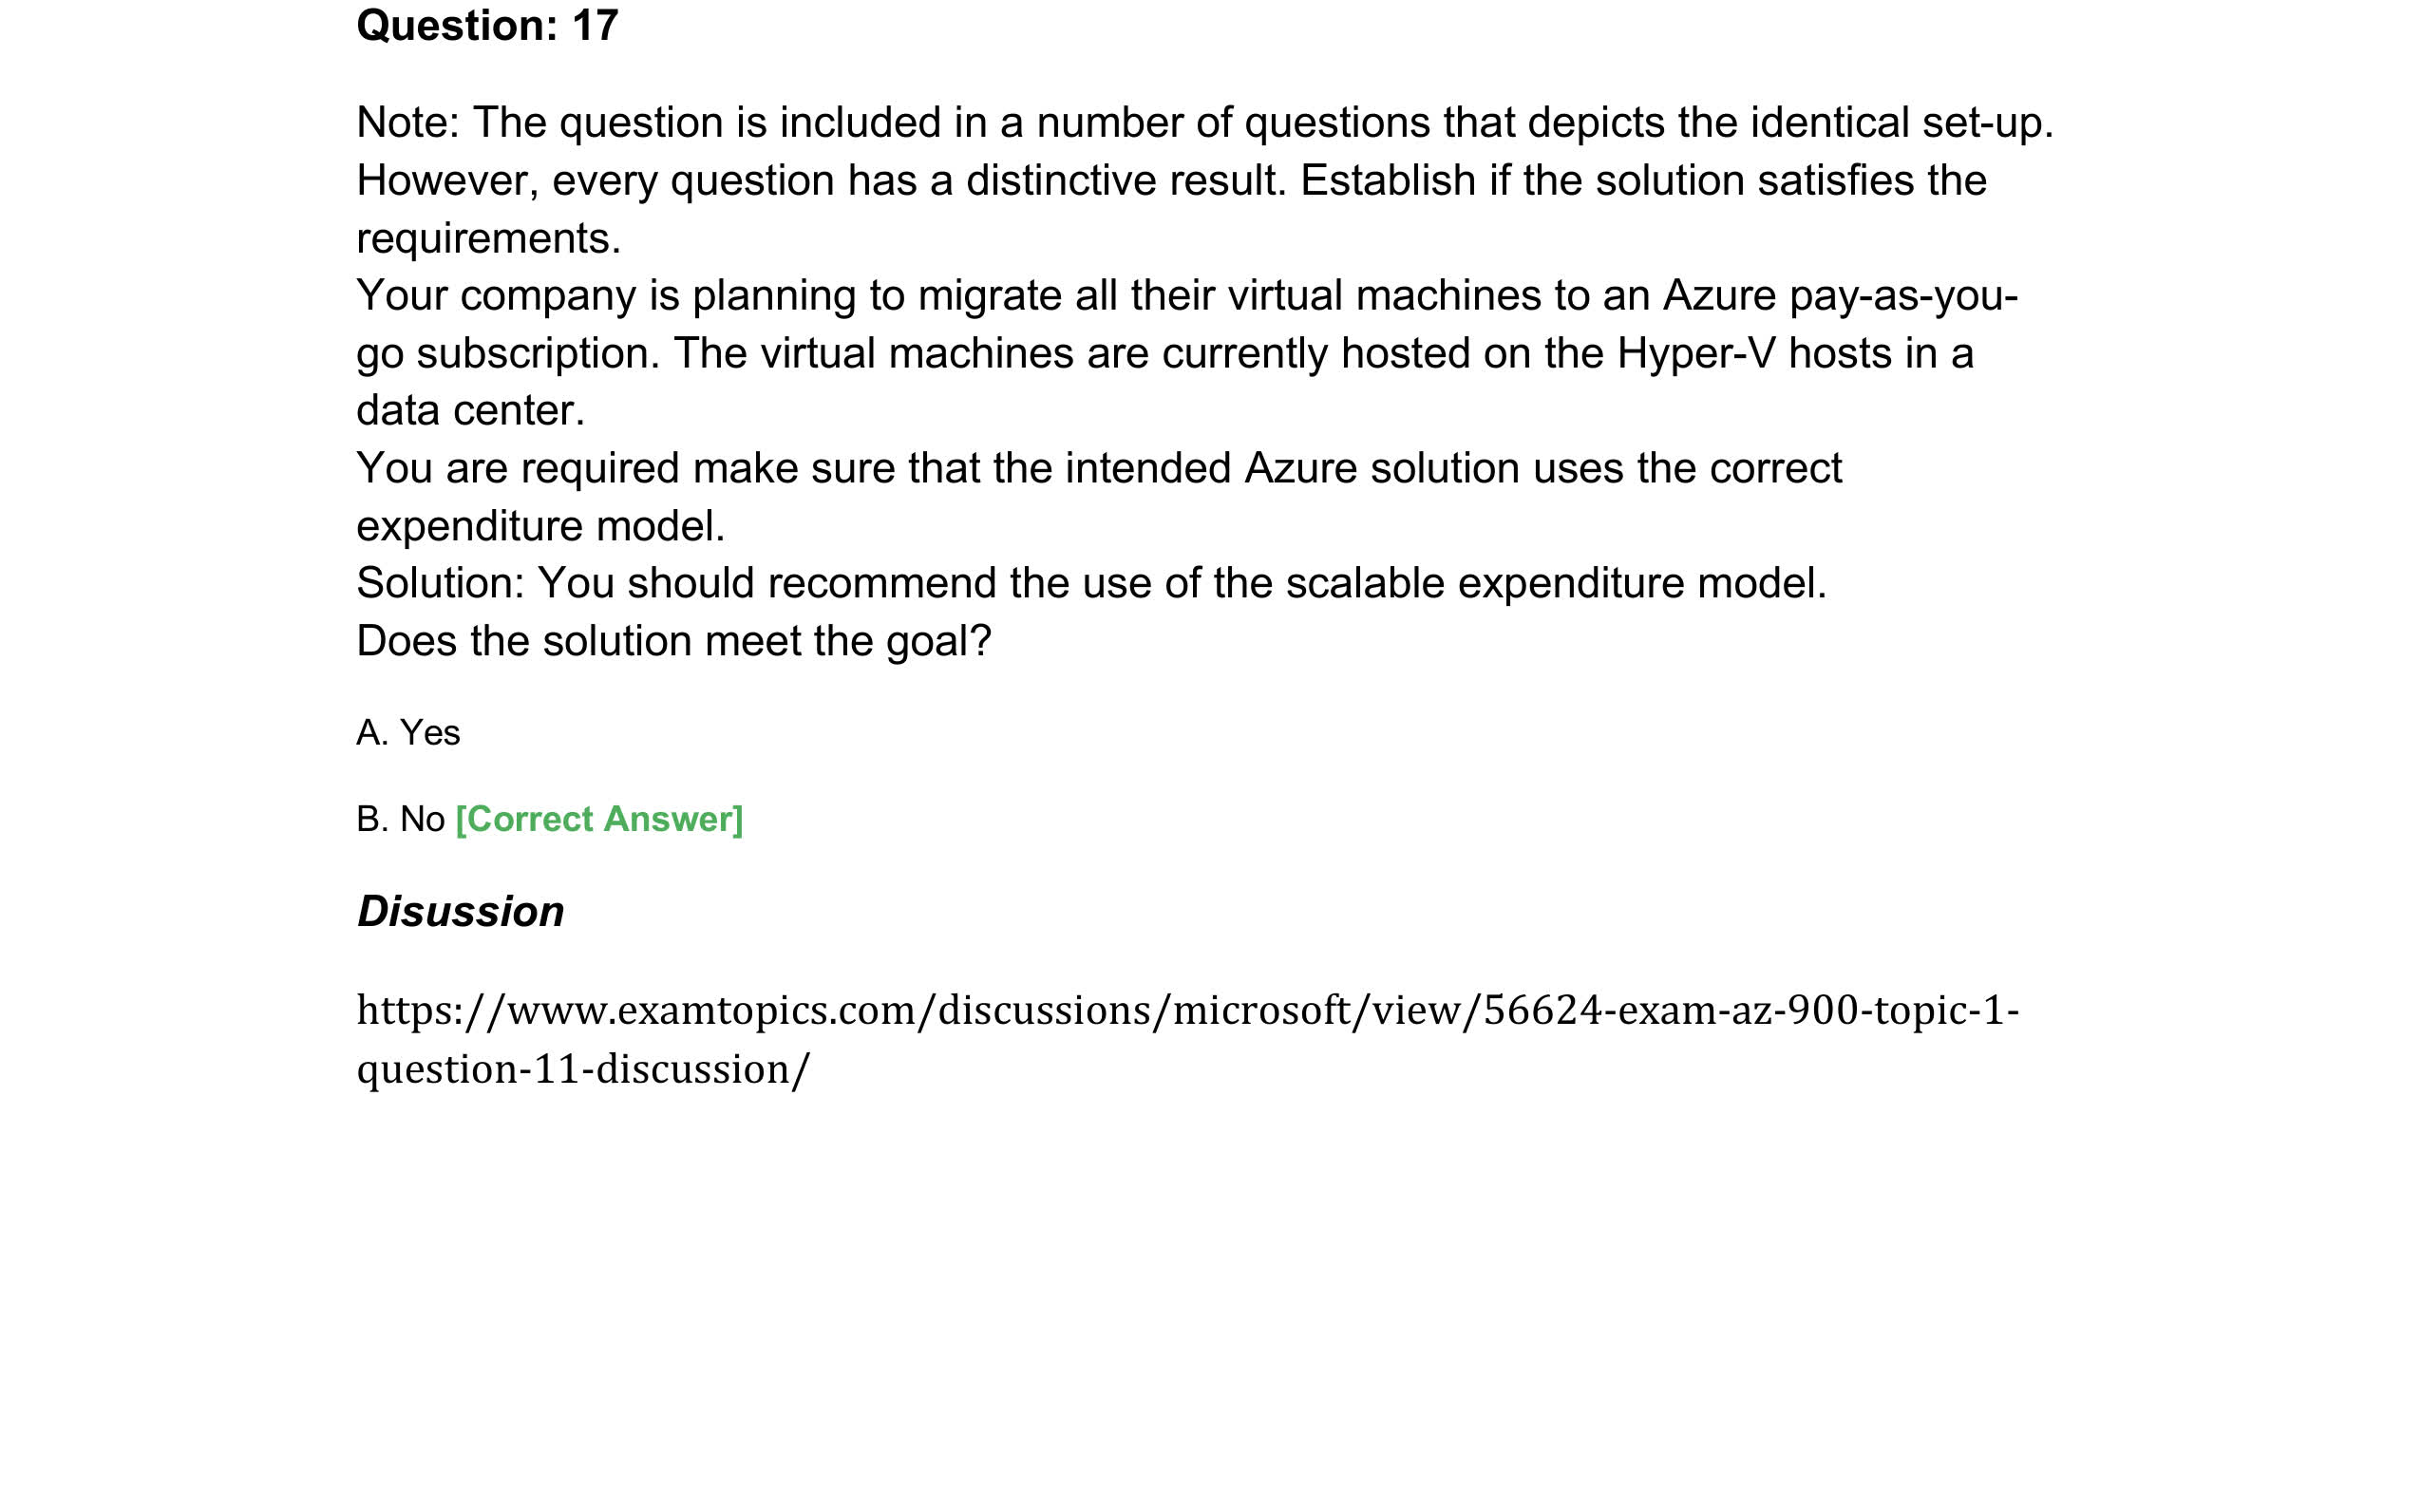 Question: 17
Note: The question is included in a number of questions that depicts the identical set-up.
However, every question has a distinctive result. Establish if the solution satisfies the
requirements.
Your company is planning to migrate all their virtual machines to an Azure pay-as-you-
go subscription. The virtual machines are currently hosted on the Hyper-V hosts in a
data center.
You are required make sure that the intended Azure solution uses the correct
expenditure model.
Solution: You should recommend the use of the scalable expenditure model.
Does the solution meet the goal?
A. Yes
B. No [Correct Answer]
Disussion
https://www.examtopics.com/discussions/microsoft/view/56624-exam-az-900-topic-1-
question-11-discussion/